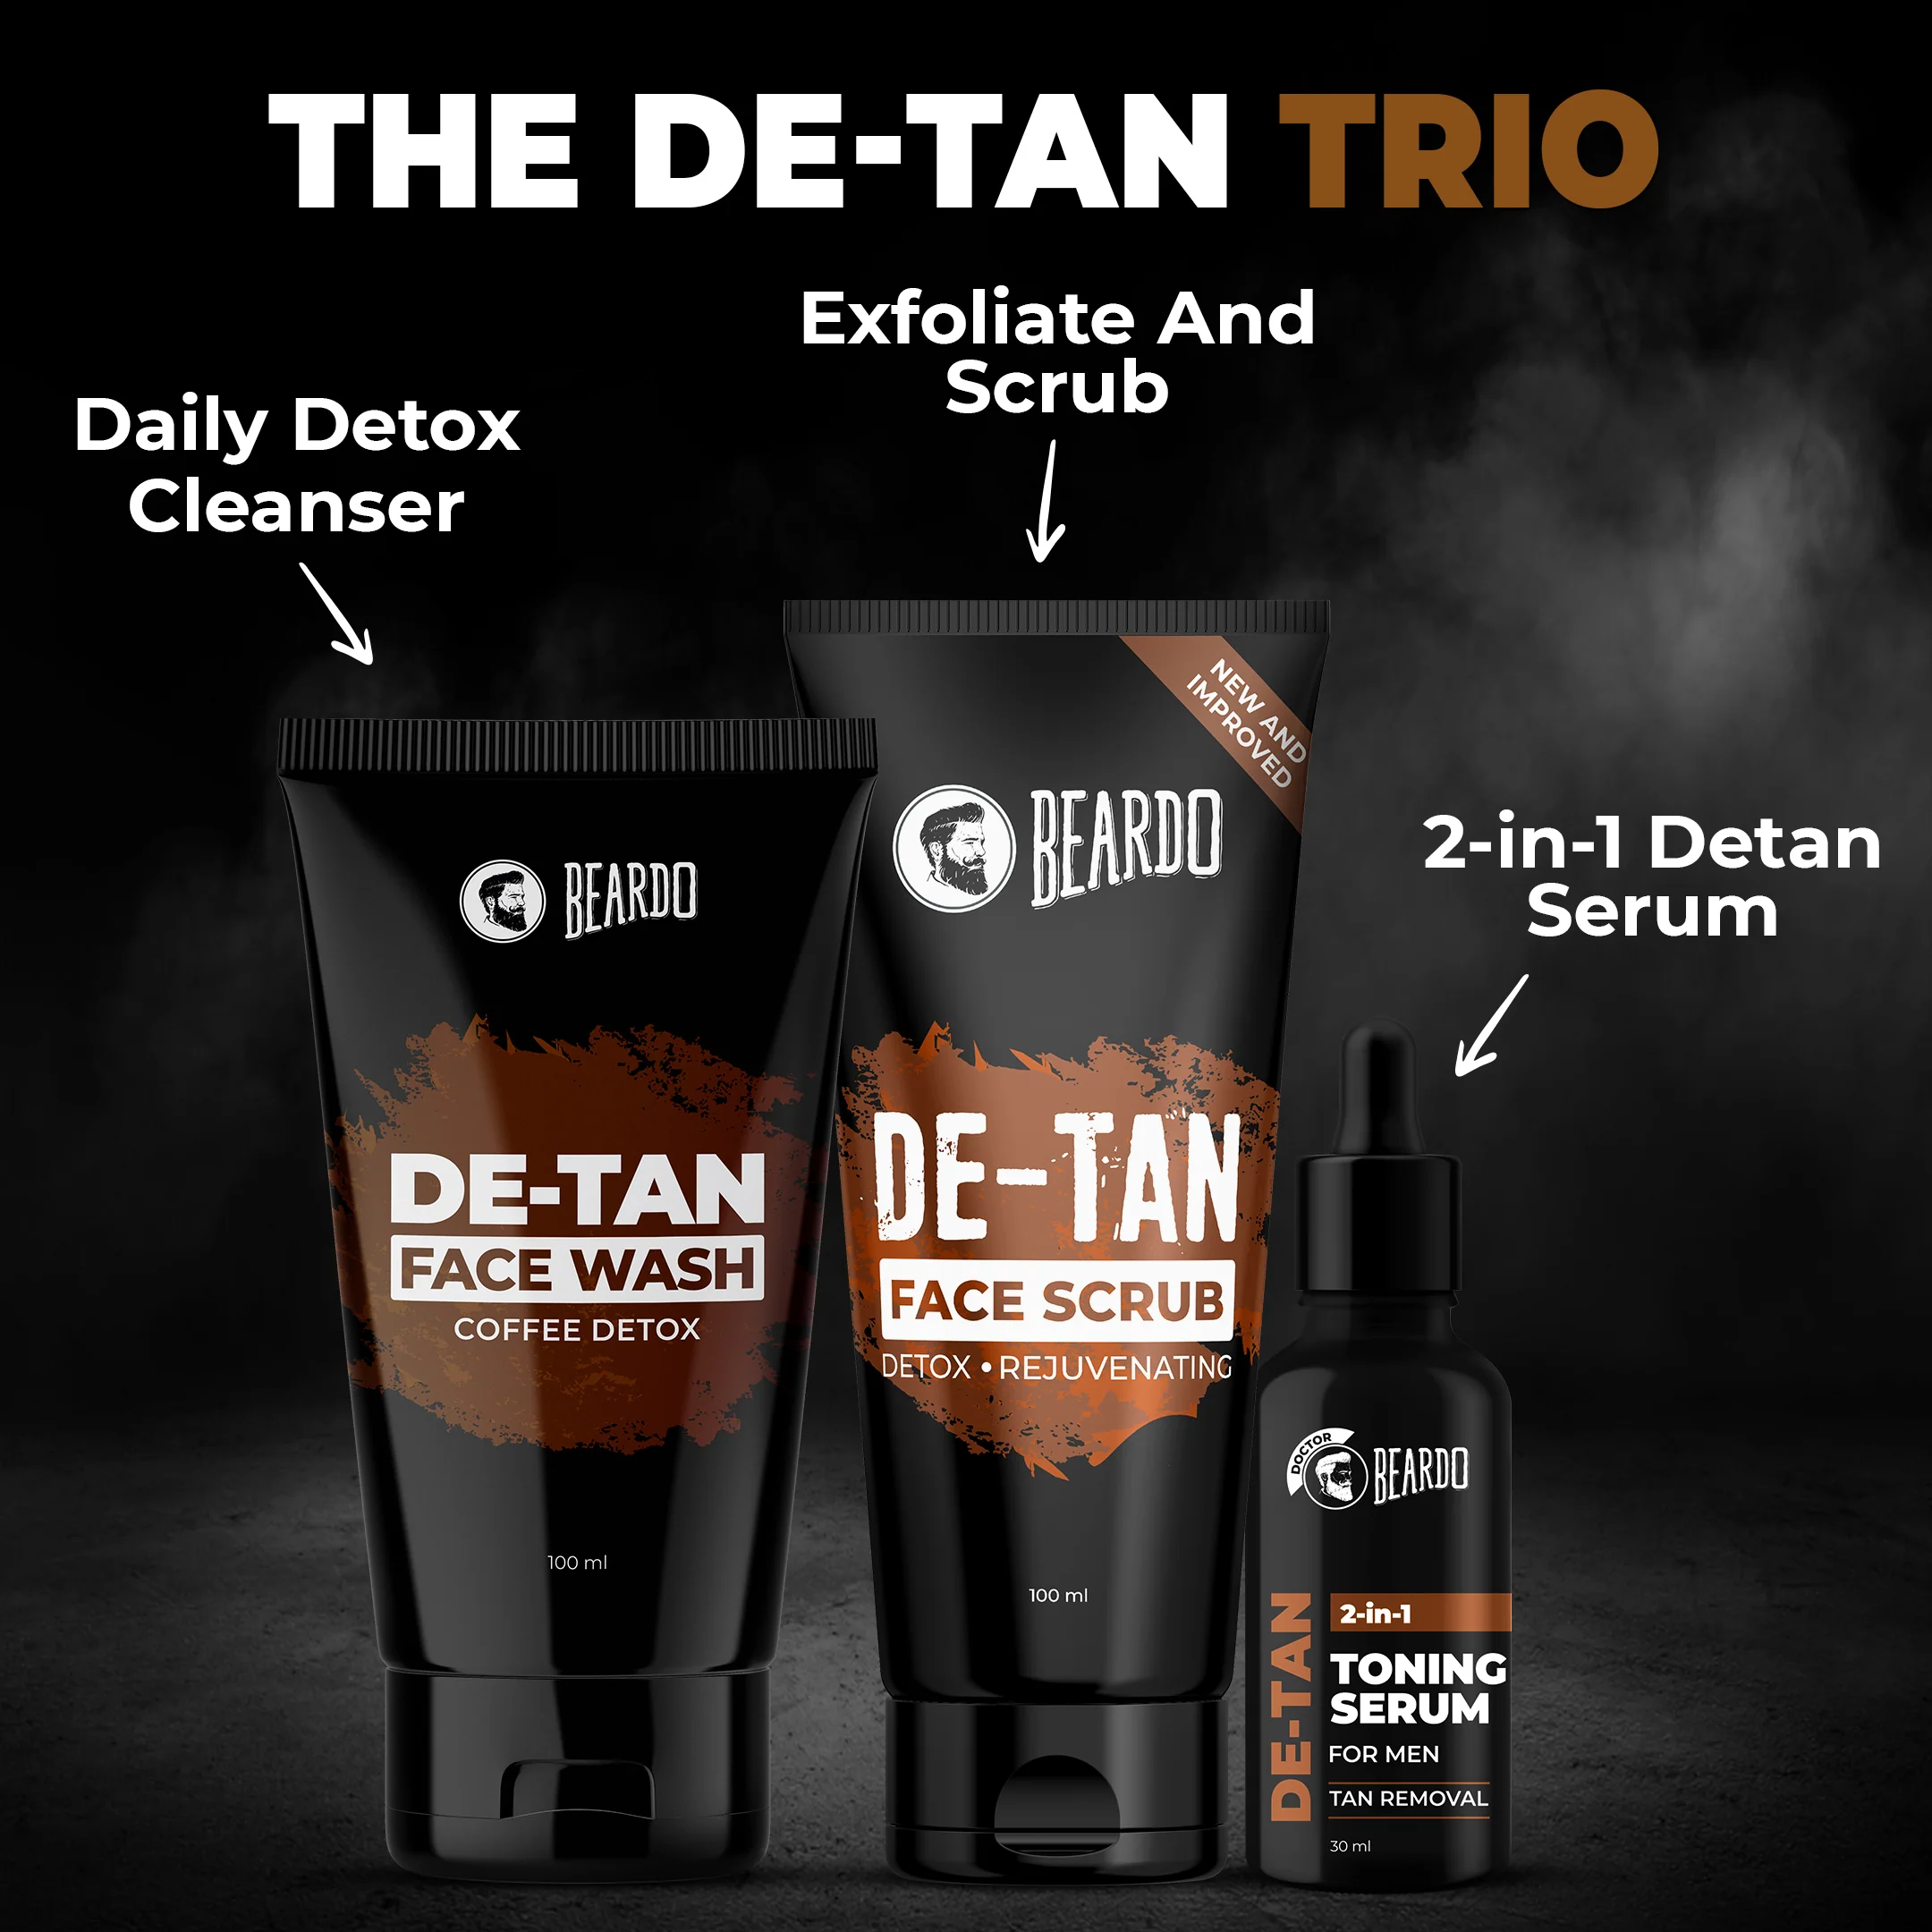 THE DE-TAN TRIO
Exfoliate And
Scrub
Daily Detox
Cleanser
2-in-1 Detan
Serum
BEARDO
DE-TAN
FACE WASH
COFFEE DETOX
100 ml
NEW AND
IMPROVED
BEARDO
DE-TAN
FACE SCRUB
DETOX • REJUVENATING
100 ml
DOCTOR
BEARDO
DE-TAN
2-in-1
TONING
SERUM
FOR MEN
TAN REMOVAL
30 ml